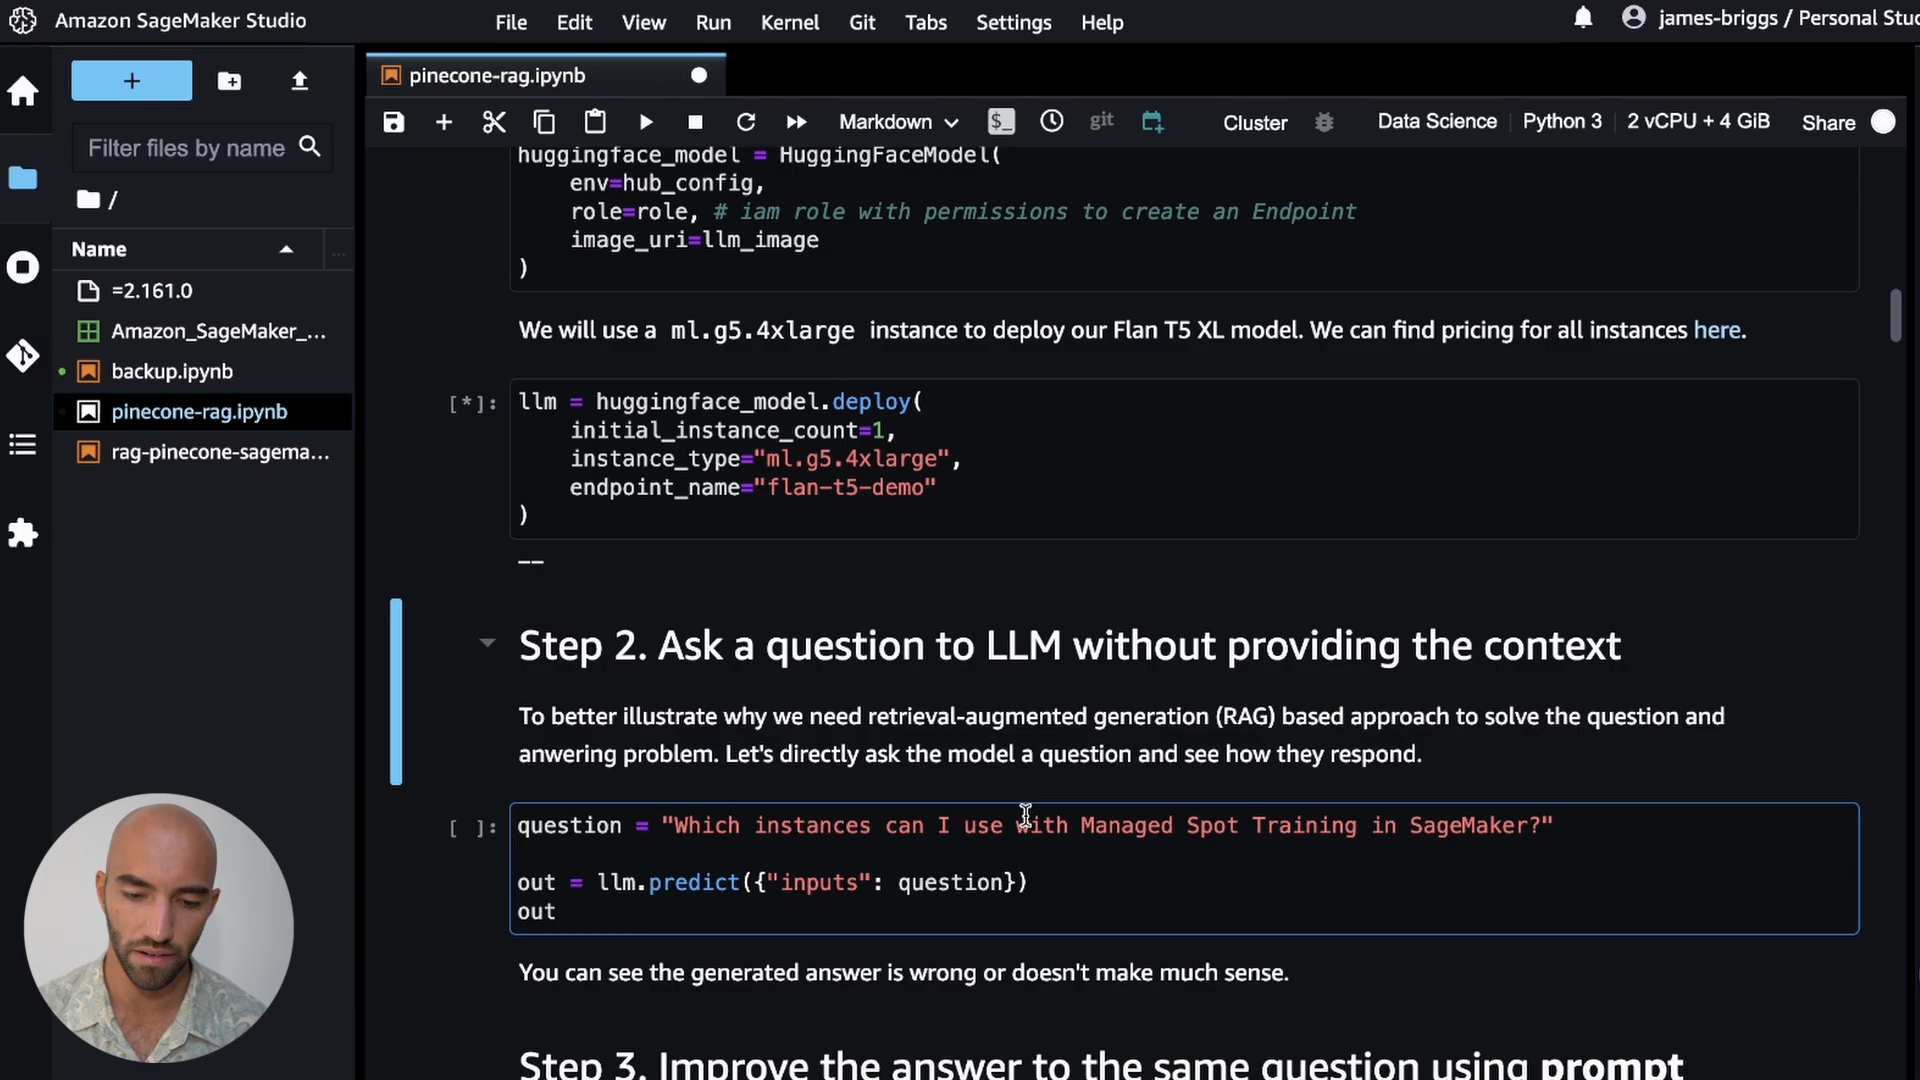 Amazon SageMaker Studio
File Edit View Run Kernel Git Tabs Settings Help
james-briggs / Personal Stu
+
Filter files by name
/
Name
...
=2.161.0
Amazon_SageMaker_...
backup.ipynb
pinecone-rag.ipynb
rag-pinecone-sagema...
pinecone-rag.ipynb
Markdown
$_
git
Cluster
Data Science
Python 3
2 vCPU + 4 GiB
Share
huggingface_model = HuggingFaceModel(
env=hub_config,
role=role, # iam role with permissions to create an Endpoint
image_uri=llm_image
)
We will use a ml.g5.4xlarge instance to deploy our Flan T5 XL model. We can find pricing for all instances here.
[*]:
llm = huggingface_model.deploy(
initial_instance_count=1,
instance_type="ml.g5.4xlarge",
endpoint_name="flan-t5-demo"
)
--
Step 2. Ask a question to LLM without providing the context
To better illustrate why we need retrieval-augmented generation (RAG) based approach to solve the question and
anwering problem. Let's directly ask the model a question and see how they respond.
[ ]:
question = "Which instances can I use with Managed Spot Training in SageMaker?"
out = llm.predict({"inputs": question})
out
You can see the generated answer is wrong or doesn't make much sense.
Step 3. Improve the answer to the same question using prompt